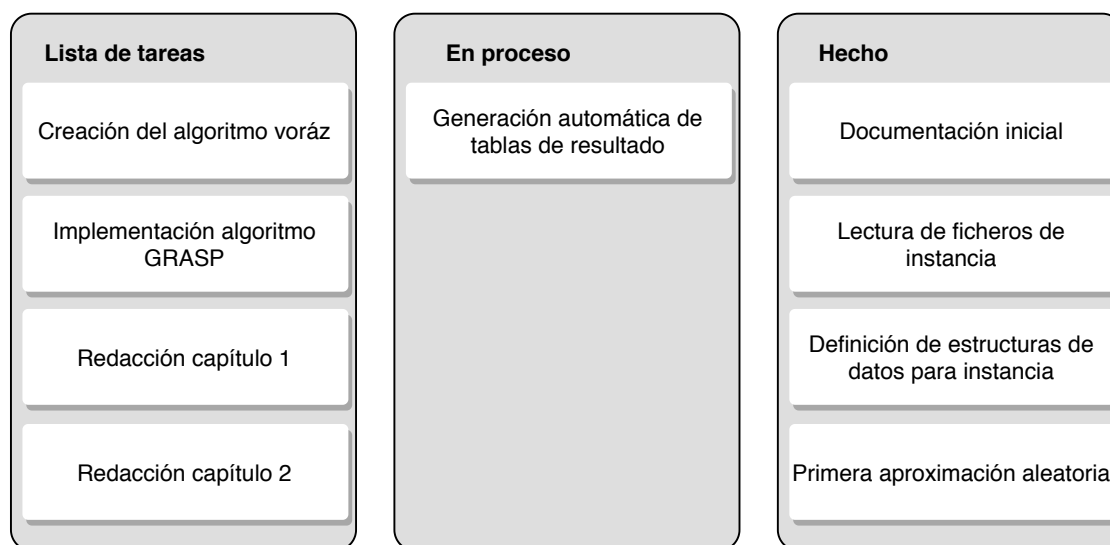 Lista de tareas
Creación del algoritmo voráz
Implementación algoritmo
GRASP
Redacción capítulo 1
Redacción capítulo 2
En proceso
Generación automática de
tablas de resultado
Hecho
Documentación inicial
Lectura de ficheros de
instancia
Definición de estructuras de
datos para instancia
Primera aproximación aleatoria